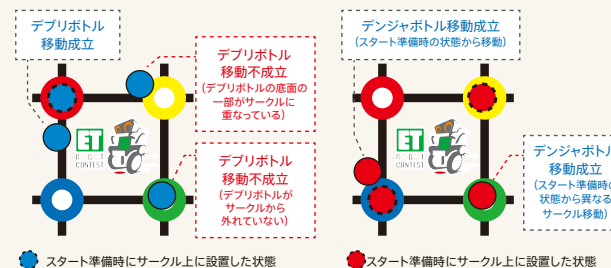 デブリボトル
移動成立
デブリボトル
移動不成立
(デブリボトルの底面の
一部がサークルに
重なっている)
デブリボトル
移動不成立
(デブリボトルが
サークルから
外れていない)
ET
CONTEST
スタート準備時にサークル上に設置した状態
デンジャボトル移動成立
(スタート準備時の状態から移動)
デンジャボトル
移動成立
(スタート準備時の
状態から異なる
サークル移動)
ET
CONTEST
スタート準備時にサークル上に設置した状態